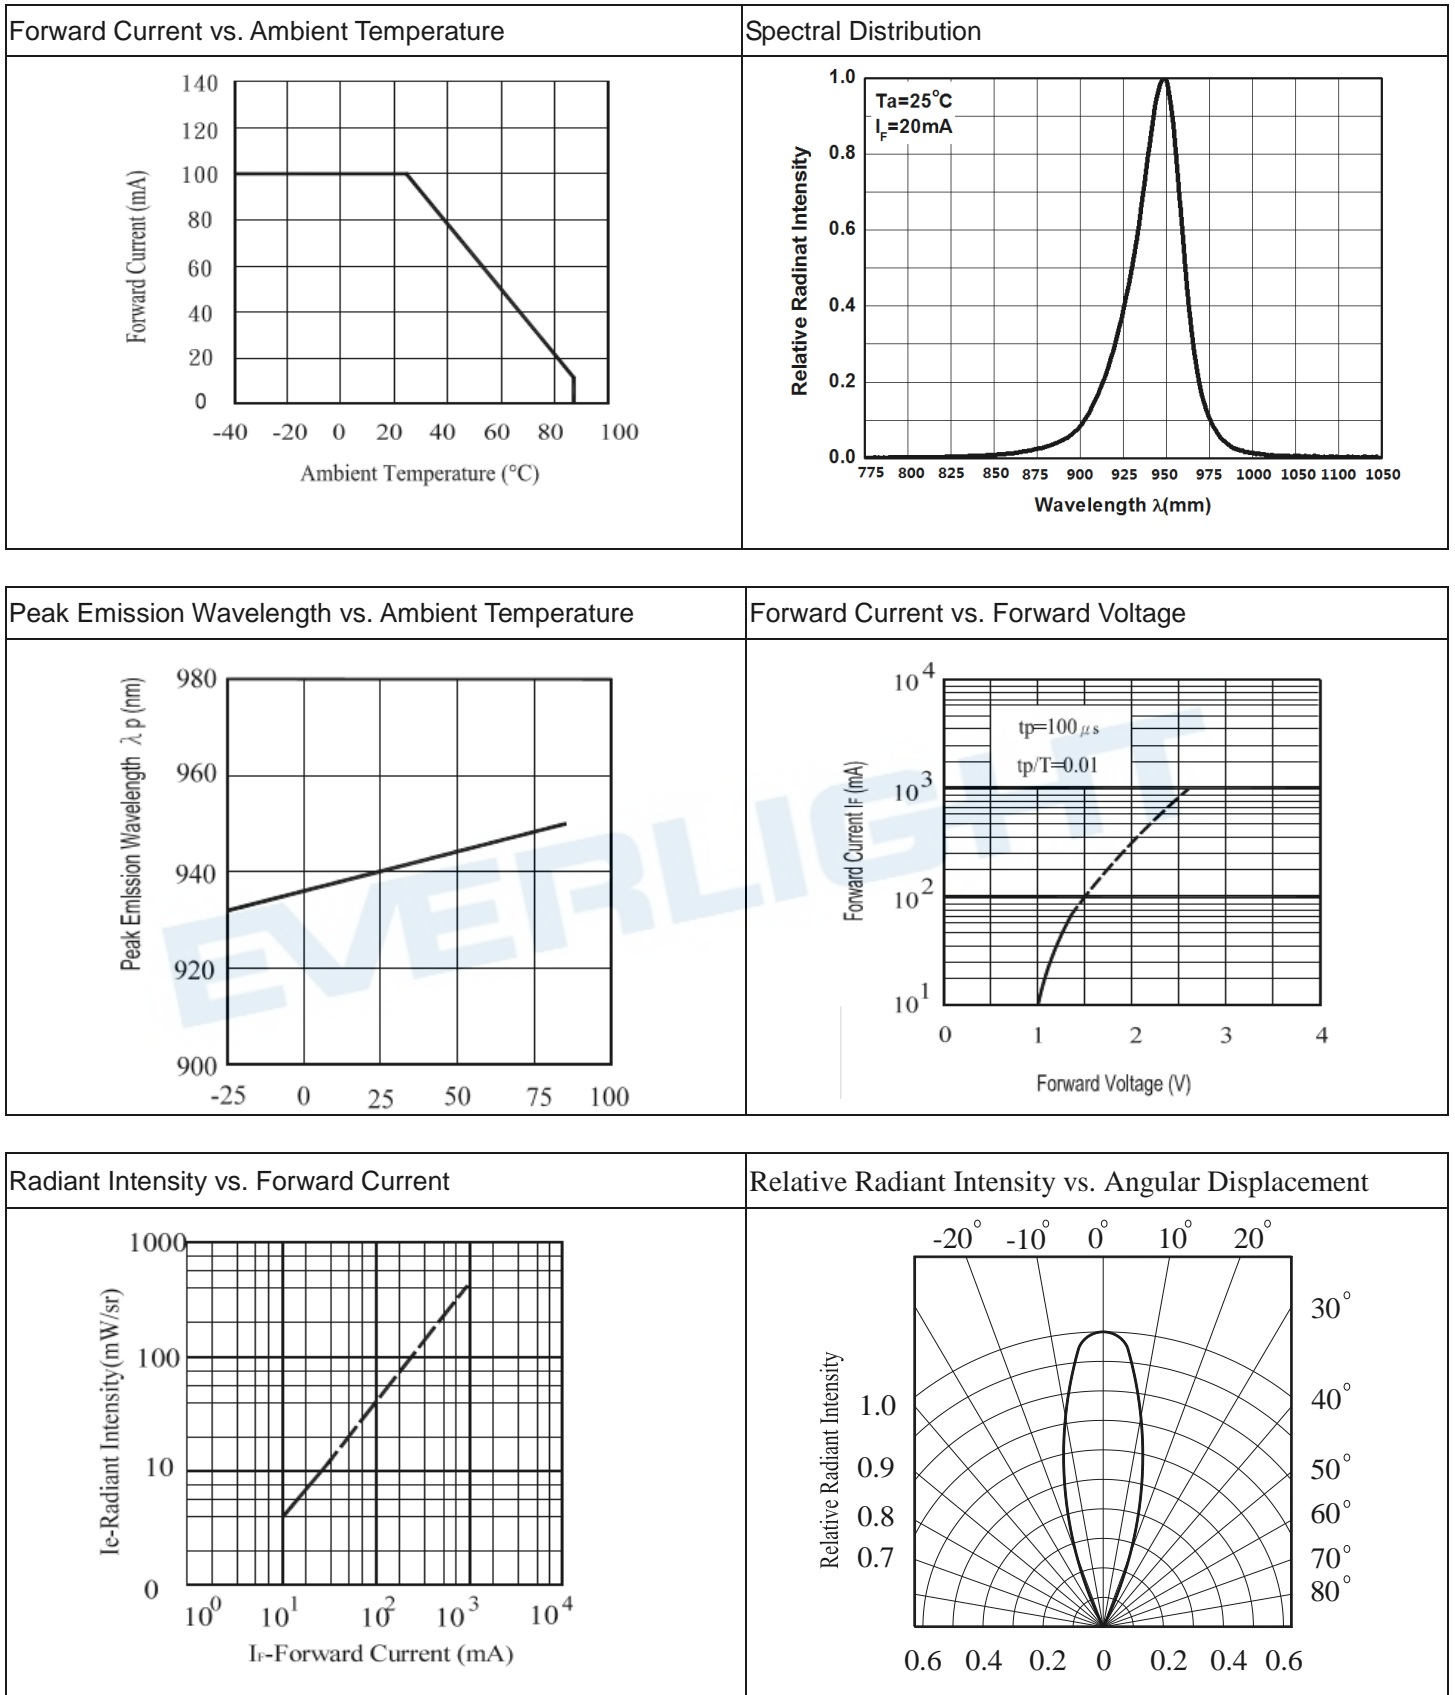 Forward Current vs. Ambient Temperature
Spectral Distribution
140
120
100
80
60
40
20
0
Forward Current (mA)
-40 -20 0 20 40 60 80 100
Ambient Temperature (°C)
1.0
0.8
0.6
0.4
0.2
0.0
Ta=25°C
IF=20mA
Relative Radinat Intensity
775 800 825 850 875 900 925 950 975 1000 1050 1100 1050
Wavelength λ(mm)
Peak Emission Wavelength vs. Ambient Temperature
Forward Current vs. Forward Voltage
980
960
940
920
900
Peak Emission Wavelength λ p (nm)
-25 0 25 50 75 100
10^4
10^3
10^2
10^1
tp=100 μs
tp/T=0.01
Forward Current IF (mA)
0 1 2 3 4
Forward Voltage (V)
EVERLIGHT
Radiant Intensity vs. Forward Current
Relative Radiant Intensity vs. Angular Displacement
1000
100
10
0
Ie-Radiant Intensity(mW/sr)
10^0 10^1 10^2 10^3 10^4
IF-Forward Current (mA)
-20° -10° 0° 10° 20°
30°
40°
50°
60°
70°
80°
1.0
0.9
0.8
0.7
Relative Radiant Intensity
0.6 0.4 0.2 0 0.2 0.4 0.6